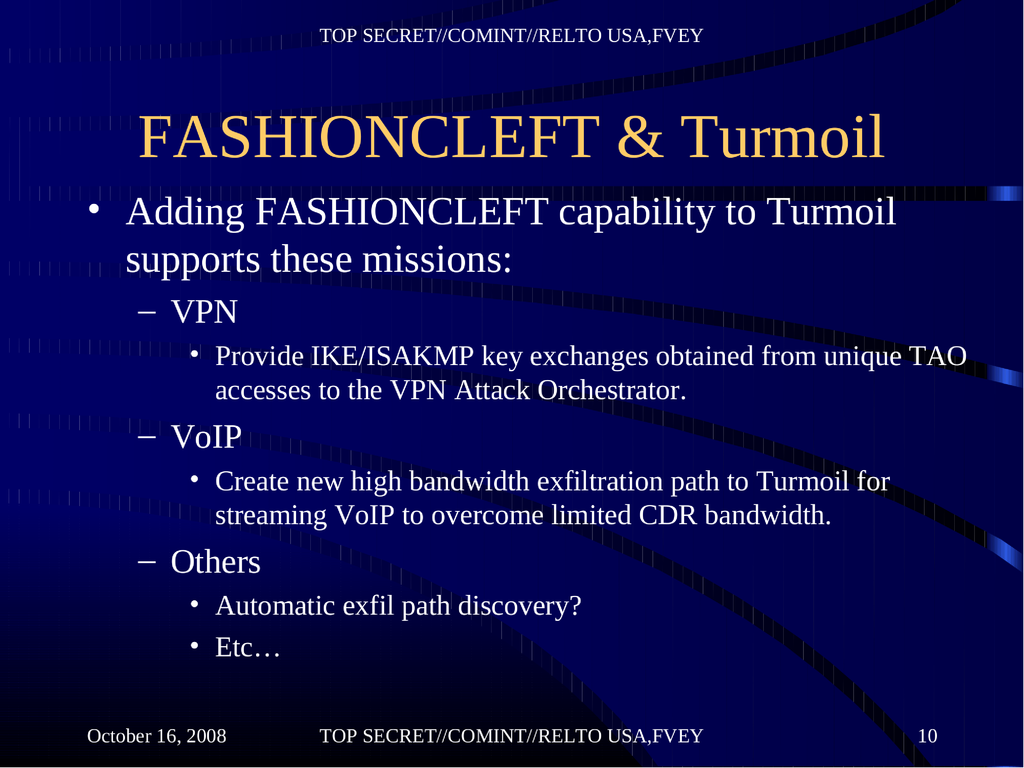 TOP SECRET//COMINT//RELTO USA,FVEY
FASHIONCLEFT & Turmoil
• Adding FASHIONCLEFT capability to Turmoil
supports these missions:
– VPN
• Provide IKE/ISAKMP key exchanges obtained from unique TAO
accesses to the VPN Attack Orchestrator.
– VoIP
• Create new high bandwidth exfiltration path to Turmoil for
streaming VoIP to overcome limited CDR bandwidth.
– Others
• Automatic exfil path discovery?
• Etc…
October 16, 2008 TOP SECRET//COMINT//RELTO USA,FVEY 10